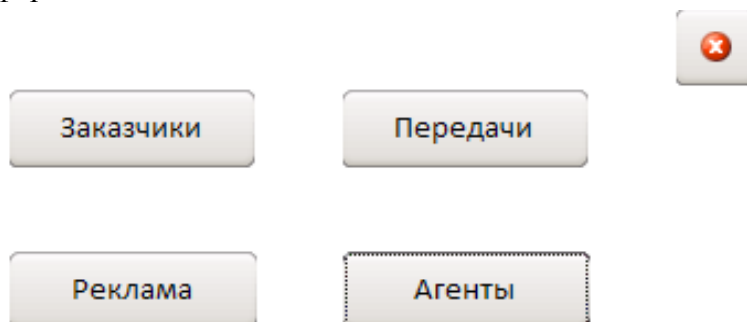 Заказчики Передачи
Реклама Агенты